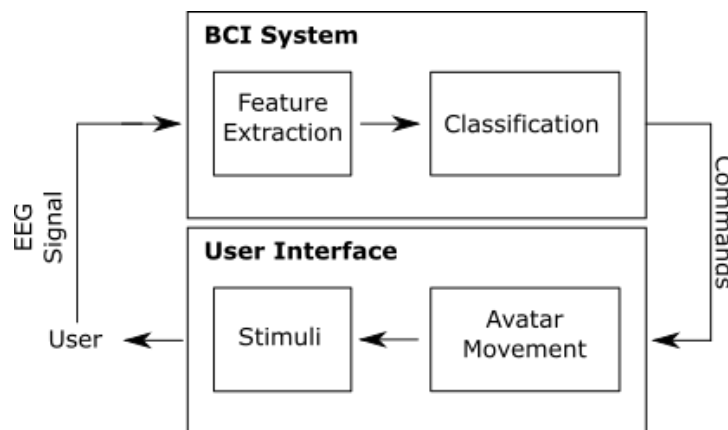 BCI System
Feature
Extraction
Classification
EEG
Signal
Commands
User Interface
User
Stimuli
Avatar
Movement